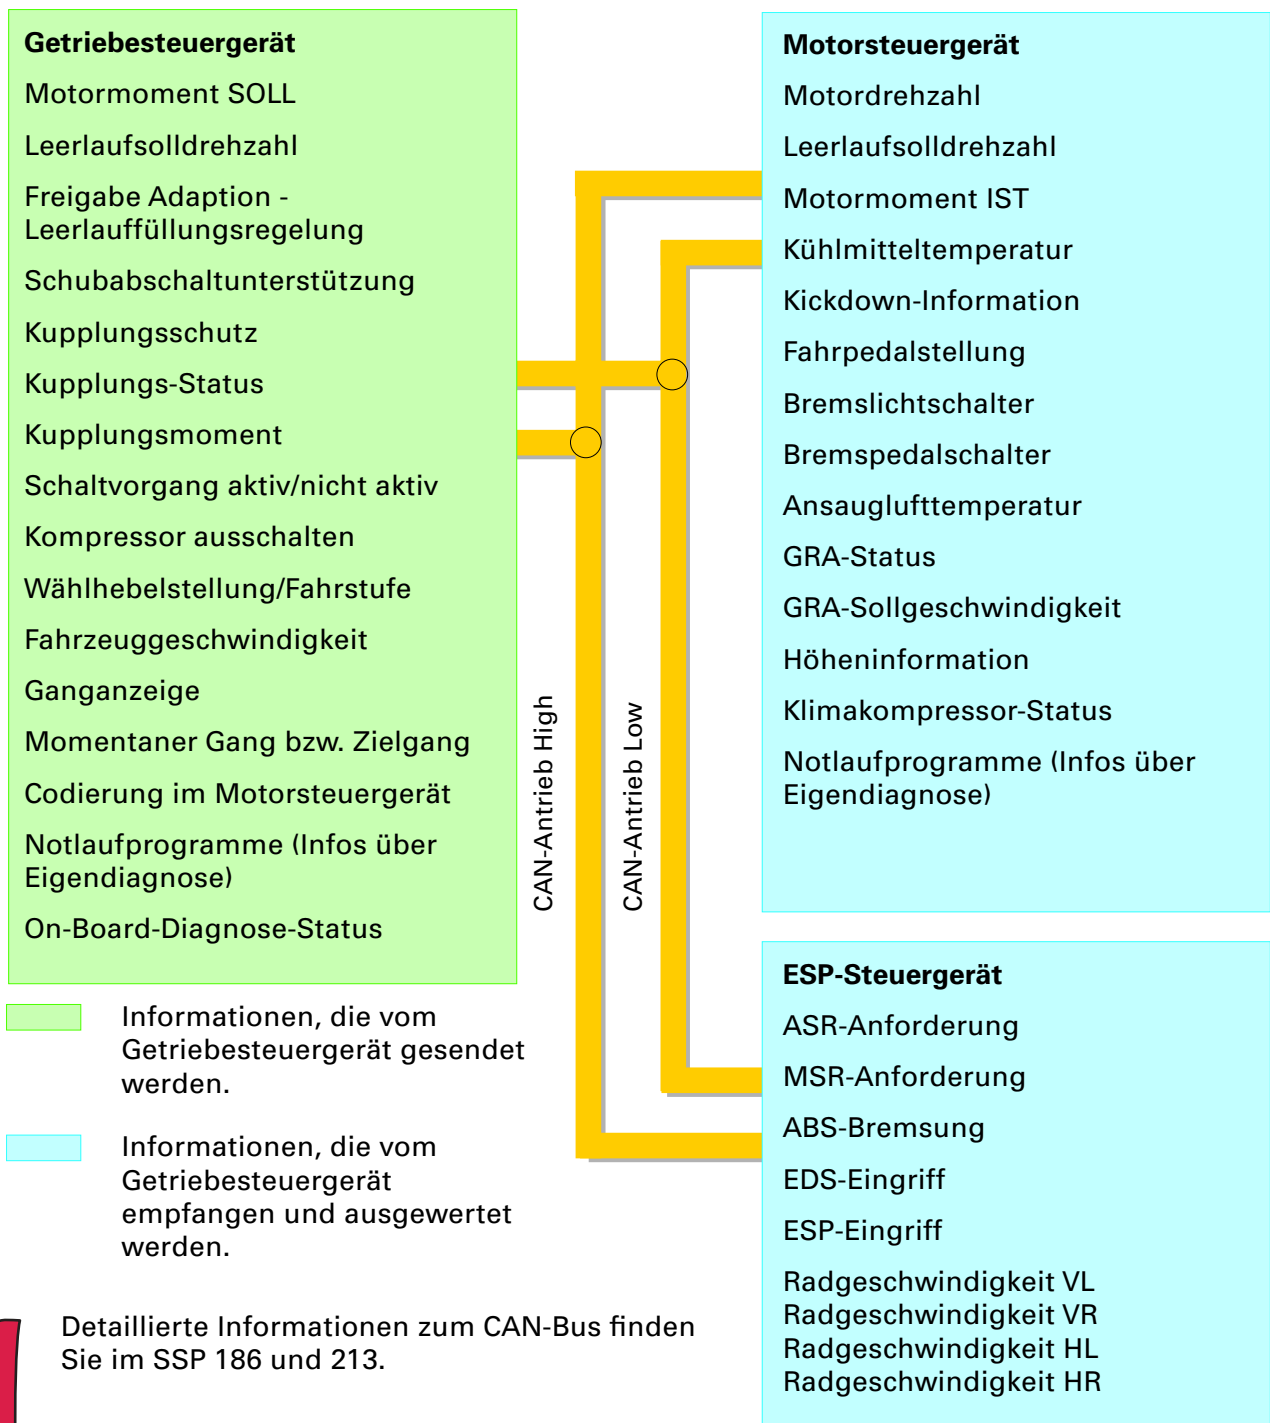 Getriebesteuergerät
Motormoment SOLL
Leerlaufsolldrehzahl
Freigabe Adaption -
Leerlauffüllungsregelung
Schubabschaltunterstützung
Kupplungsschutz
Kupplungs-Status
Kupplungsmoment
Schaltvorgang aktiv/nicht aktiv
Kompressor ausschalten
Wählhebelstellung/Fahrstufe
Fahrzeuggeschwindigkeit
Ganganzeige
Momentaner Gang bzw. Zielgang
Codierung im Motorsteuergerät
Notlaufprogramme (Infos über
Eigendiagnose)
On-Board-Diagnose-Status
CAN-Antrieb High
CAN-Antrieb Low
Motorsteuergerät
Motordrehzahl
Leerlaufsolldrehzahl
Motormoment IST
Kühlmitteltemperatur
Kickdown-Information
Fahrpedalstellung
Bremslichtschalter
Bremspedalschalter
Ansauglufttemperatur
GRA-Status
GRA-Sollgeschwindigkeit
Höheninformation
Klimakompressor-Status
Notlaufprogramme (Infos über
Eigendiagnose)
ESP-Steuergerät
ASR-Anforderung
MSR-Anforderung
ABS-Bremsung
EDS-Eingriff
ESP-Eingriff
Radgeschwindigkeit VL
Radgeschwindigkeit VR
Radgeschwindigkeit HL
Radgeschwindigkeit HR
Informationen, die vom
Getriebesteuergerät gesendet
werden.
Informationen, die vom
Getriebesteuergerät
empfangen und ausgewertet
werden.
Detaillierte Informationen zum CAN-Bus finden
Sie im SSP 186 und 213.